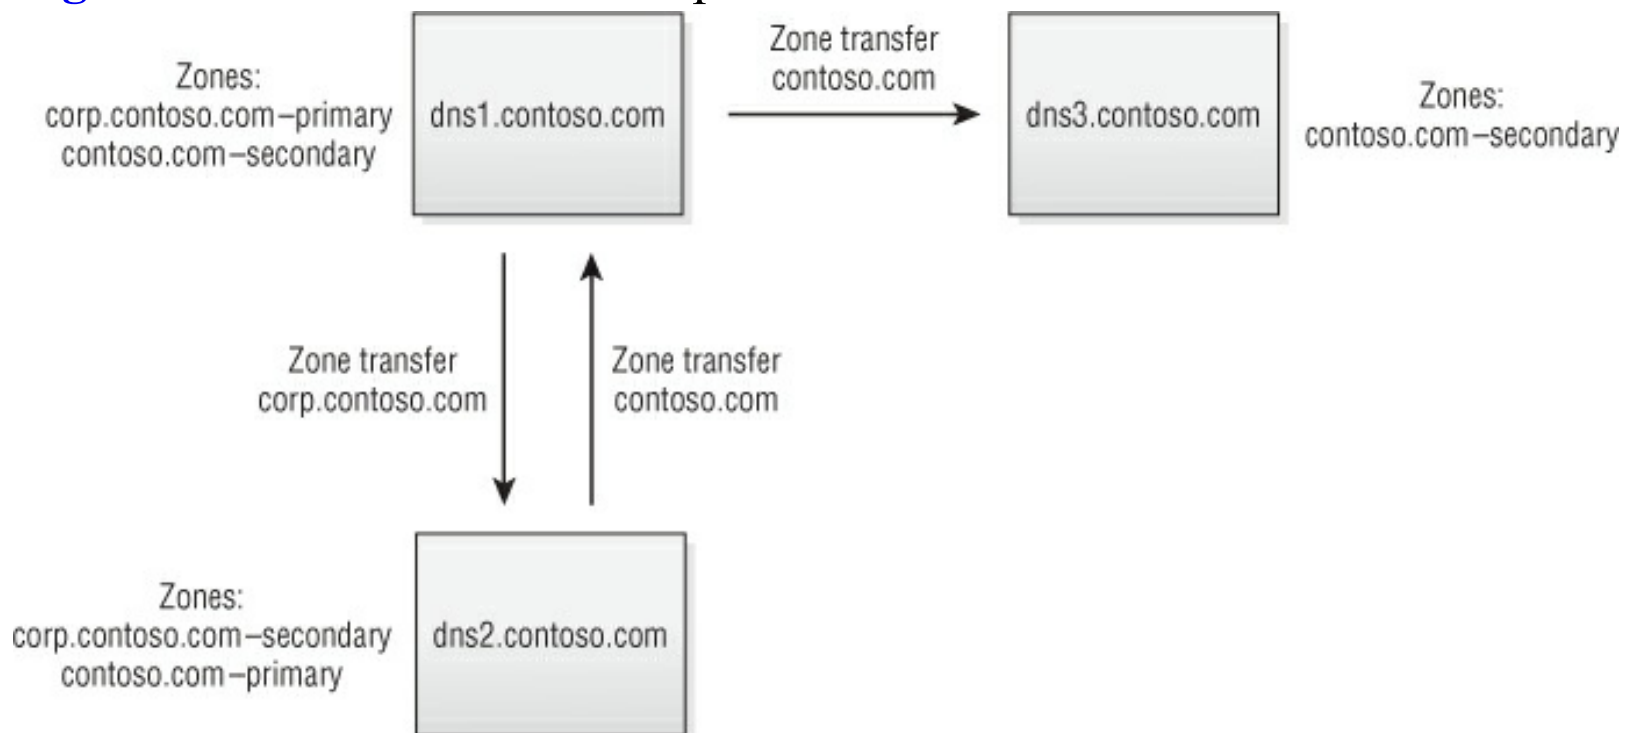 Zones:
corp.contoso.com–primary
contoso.com–secondary
dns1.contoso.com
Zone transfer
contoso.com
dns3.contoso.com
Zones:
contoso.com–secondary
Zone transfer
corp.contoso.com
Zone transfer
contoso.com
Zones:
corp.contoso.com–secondary
contoso.com–primary
dns2.contoso.com